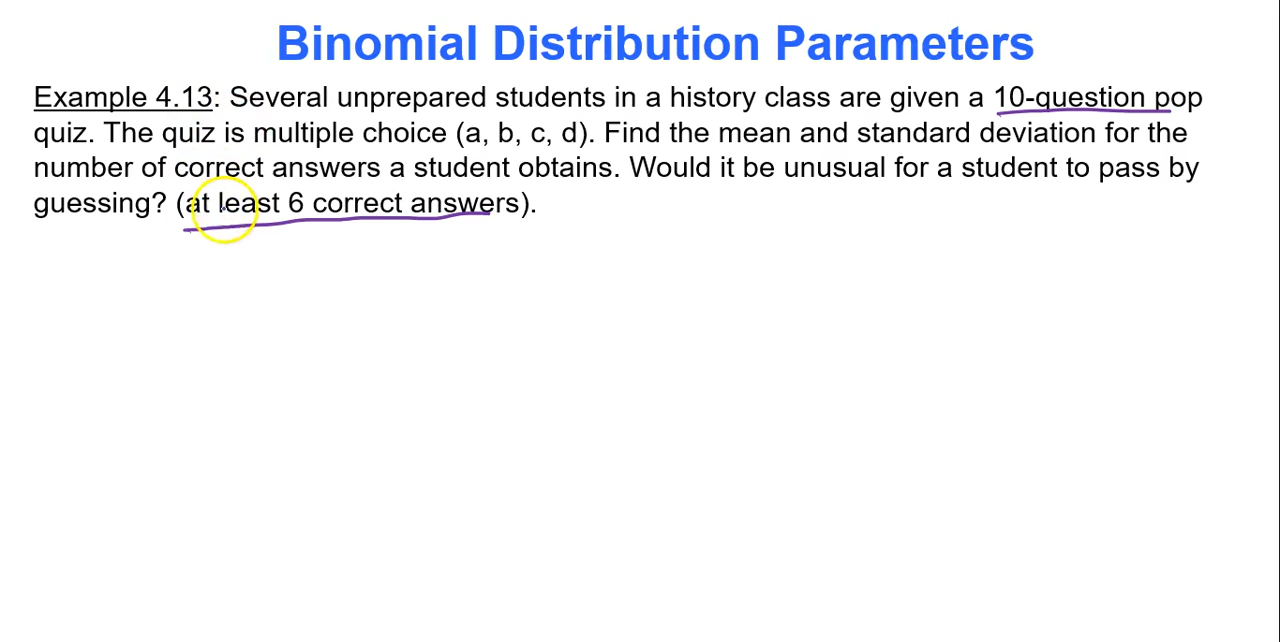 Binomial Distribution Parameters
Example 4.13: Several unprepared students in a history class are given a 10-question pop
quiz. The quiz is multiple choice (a, b, c, d). Find the mean and standard deviation for the
number of correct answers a student obtains. Would it be unusual for a student to pass by
guessing? (at least 6 correct answers).